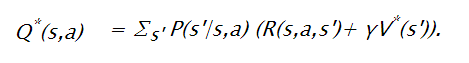 Q*(s,a) = Σs' P(s'/s,a) (R(s,a,s')+ γV*(s')).